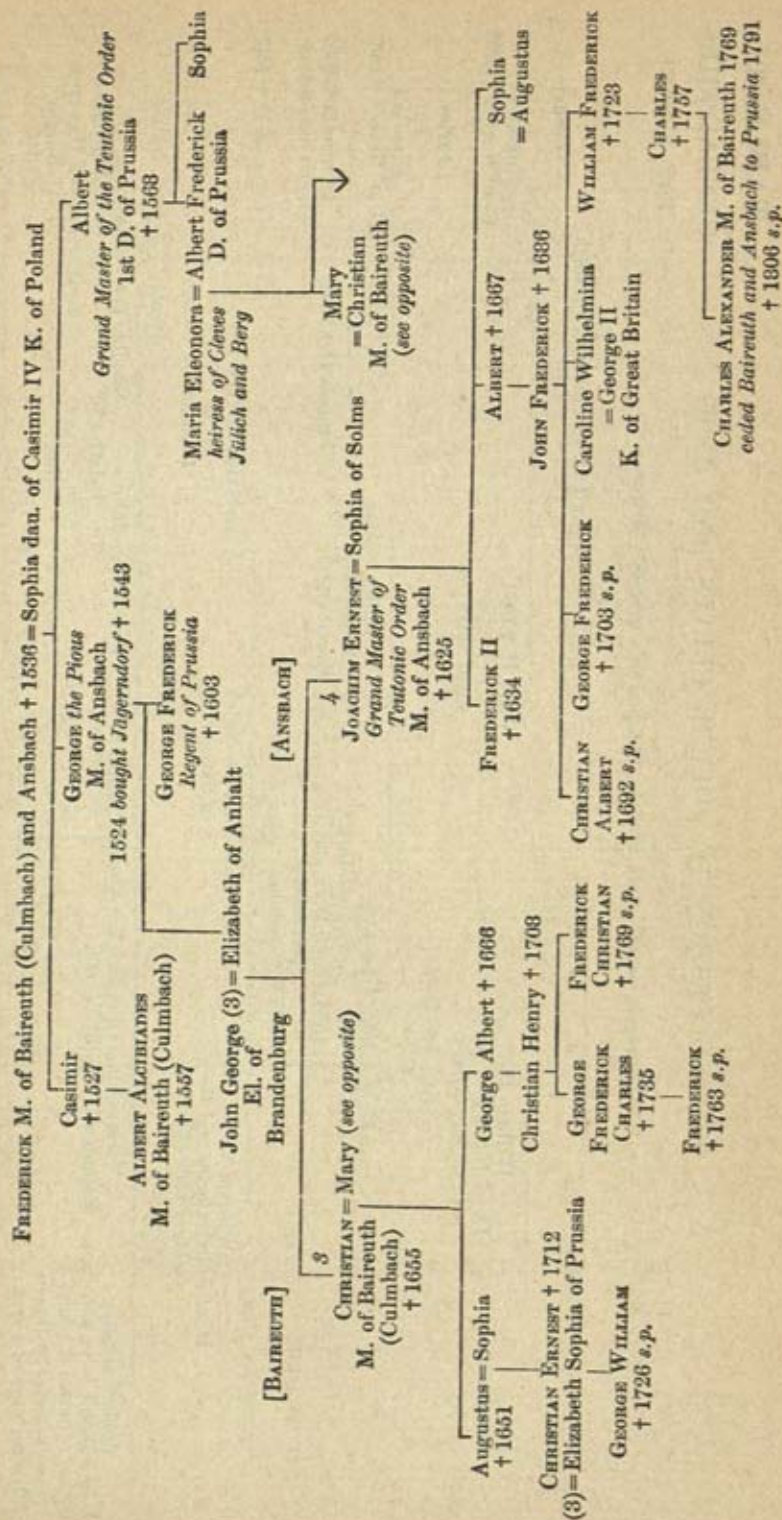 FREDERICK M. of Baireuth (Culmbach) and Ansbach † 1536 = Sophia dau. of Casimir IV K. of Poland
Casimir
† 1527
GEORGE the Pious
M. of Ansbach
1524 bought Jägerndorf † 1543
Albert
Grand Master of the Teutonic Order
1st D. of Prussia
† 1568
ALBERT ALCIBIADES
M. of Baireuth (Culmbach)
† 1557
GEORGE FREDERICK
Regent of Prussia
† 1603
Maria Eleonora = Albert Frederick
heiress of Cleves
Jülich and Berg
D. of Prussia
Sophia
John George (3) = Elizabeth of Anhalt
El. of
Brandenburg
Mary
= Christian
M. of Baireuth
(see opposite)
[BAIREUTH]
[ANSBACH]
3
CHRISTIAN = Mary (see opposite)
M. of Baireuth
(Culmbach)
† 1655
4
JOACHIM ERNEST = Sophia of Solms
Grand Master of
Teutonic Order
M. of Ansbach
† 1625
Augustus = Sophia
† 1651
George Albert † 1666
FREDERICK II
† 1634
ALBERT † 1667
Sophia
= Augustus
CHRISTIAN ERNEST † 1712
(3) = Elizabeth Sophia of Prussia
Christian Henry † 1708
JOHN FREDERICK † 1686
GEORGE WILLIAM
† 1726 s.p.
GEORGE
FREDERICK
CHARLES
† 1735
FREDERICK
CHRISTIAN
† 1769 s.p.
CHRISTIAN
ALBERT
† 1692 s.p.
GEORGE FREDERICK
† 1703 s.p.
Caroline Wilhelmina
= George II
K. of Great Britain
WILLIAM FREDERICK
† 1723
FREDERICK
† 1763 s.p.
CHARLES
† 1757
CHARLES ALEXANDER M. of Baireuth 1769
ceded Baireuth and Ansbach to Prussia 1791
† 1806 s.p.